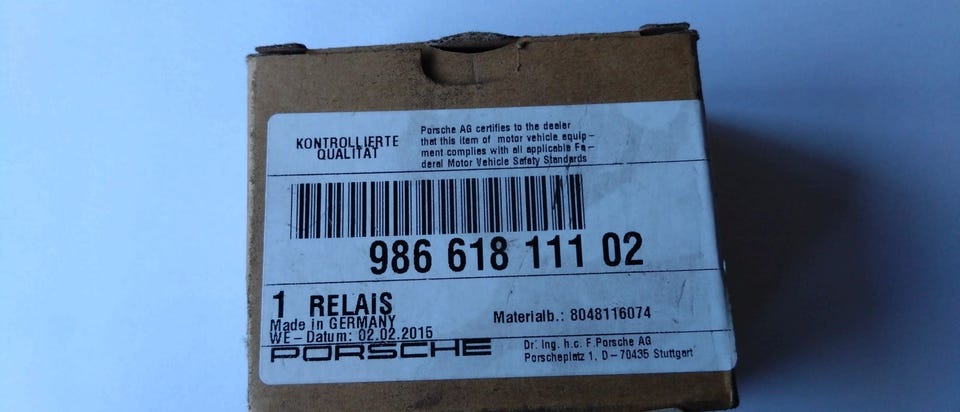 KONTROLLIERTE
QUALITÄT
Porsche AG certifies to the dealer
that this item of motor vehicle equip-
ment complies with all applicable Fe-
deral Motor Vehicle Safety Standards
986 618 111 02
1 RELAIS
Made in GERMANY
WE-Datum: 02.02.2015
Materialb.: 8048116074
PORSCHE
Dr. Ing. h.c. F.Porsche AG
Porscheplatz 1, D-70435 Stuttgart